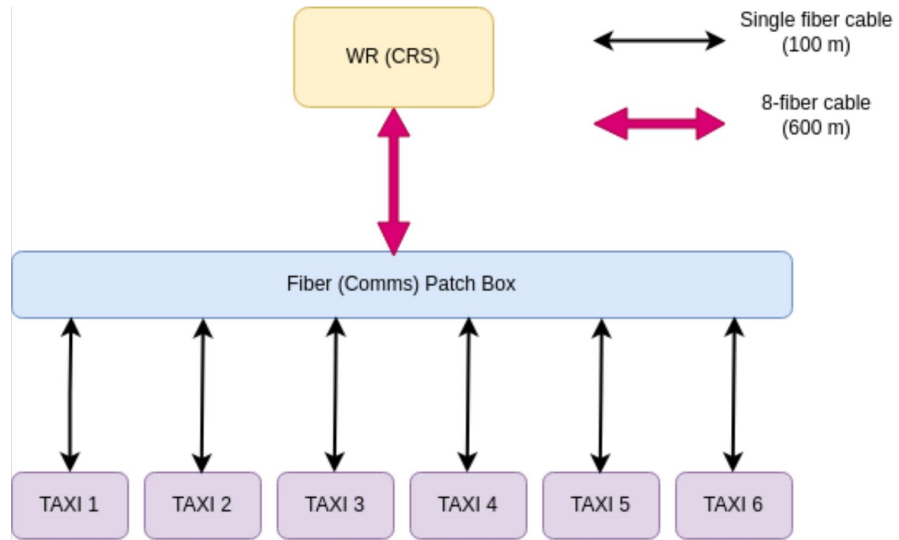 Single fiber cable
(100 m)
WR (CRS)
8-fiber cable
(600 m)
Fiber (Comms) Patch Box
TAXI 1
TAXI 2
TAXI 3
TAXI 4
TAXI 5
TAXI 6